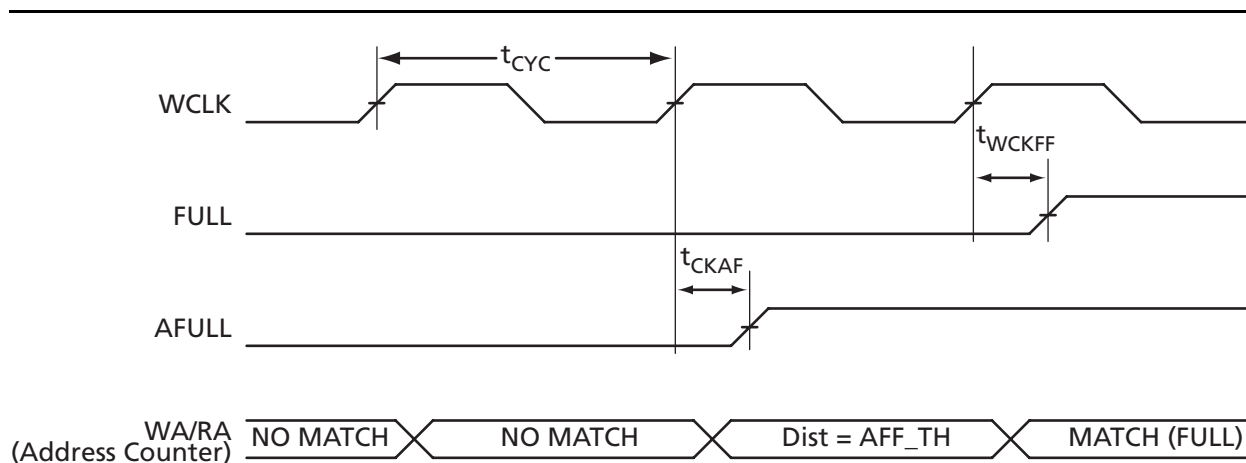 tCYC
WCLK
tWCKFF
FULL
tCKAF
AFULL
WA/RA
(Address Counter)
NO MATCH
NO MATCH
Dist = AFF_TH
MATCH (FULL)